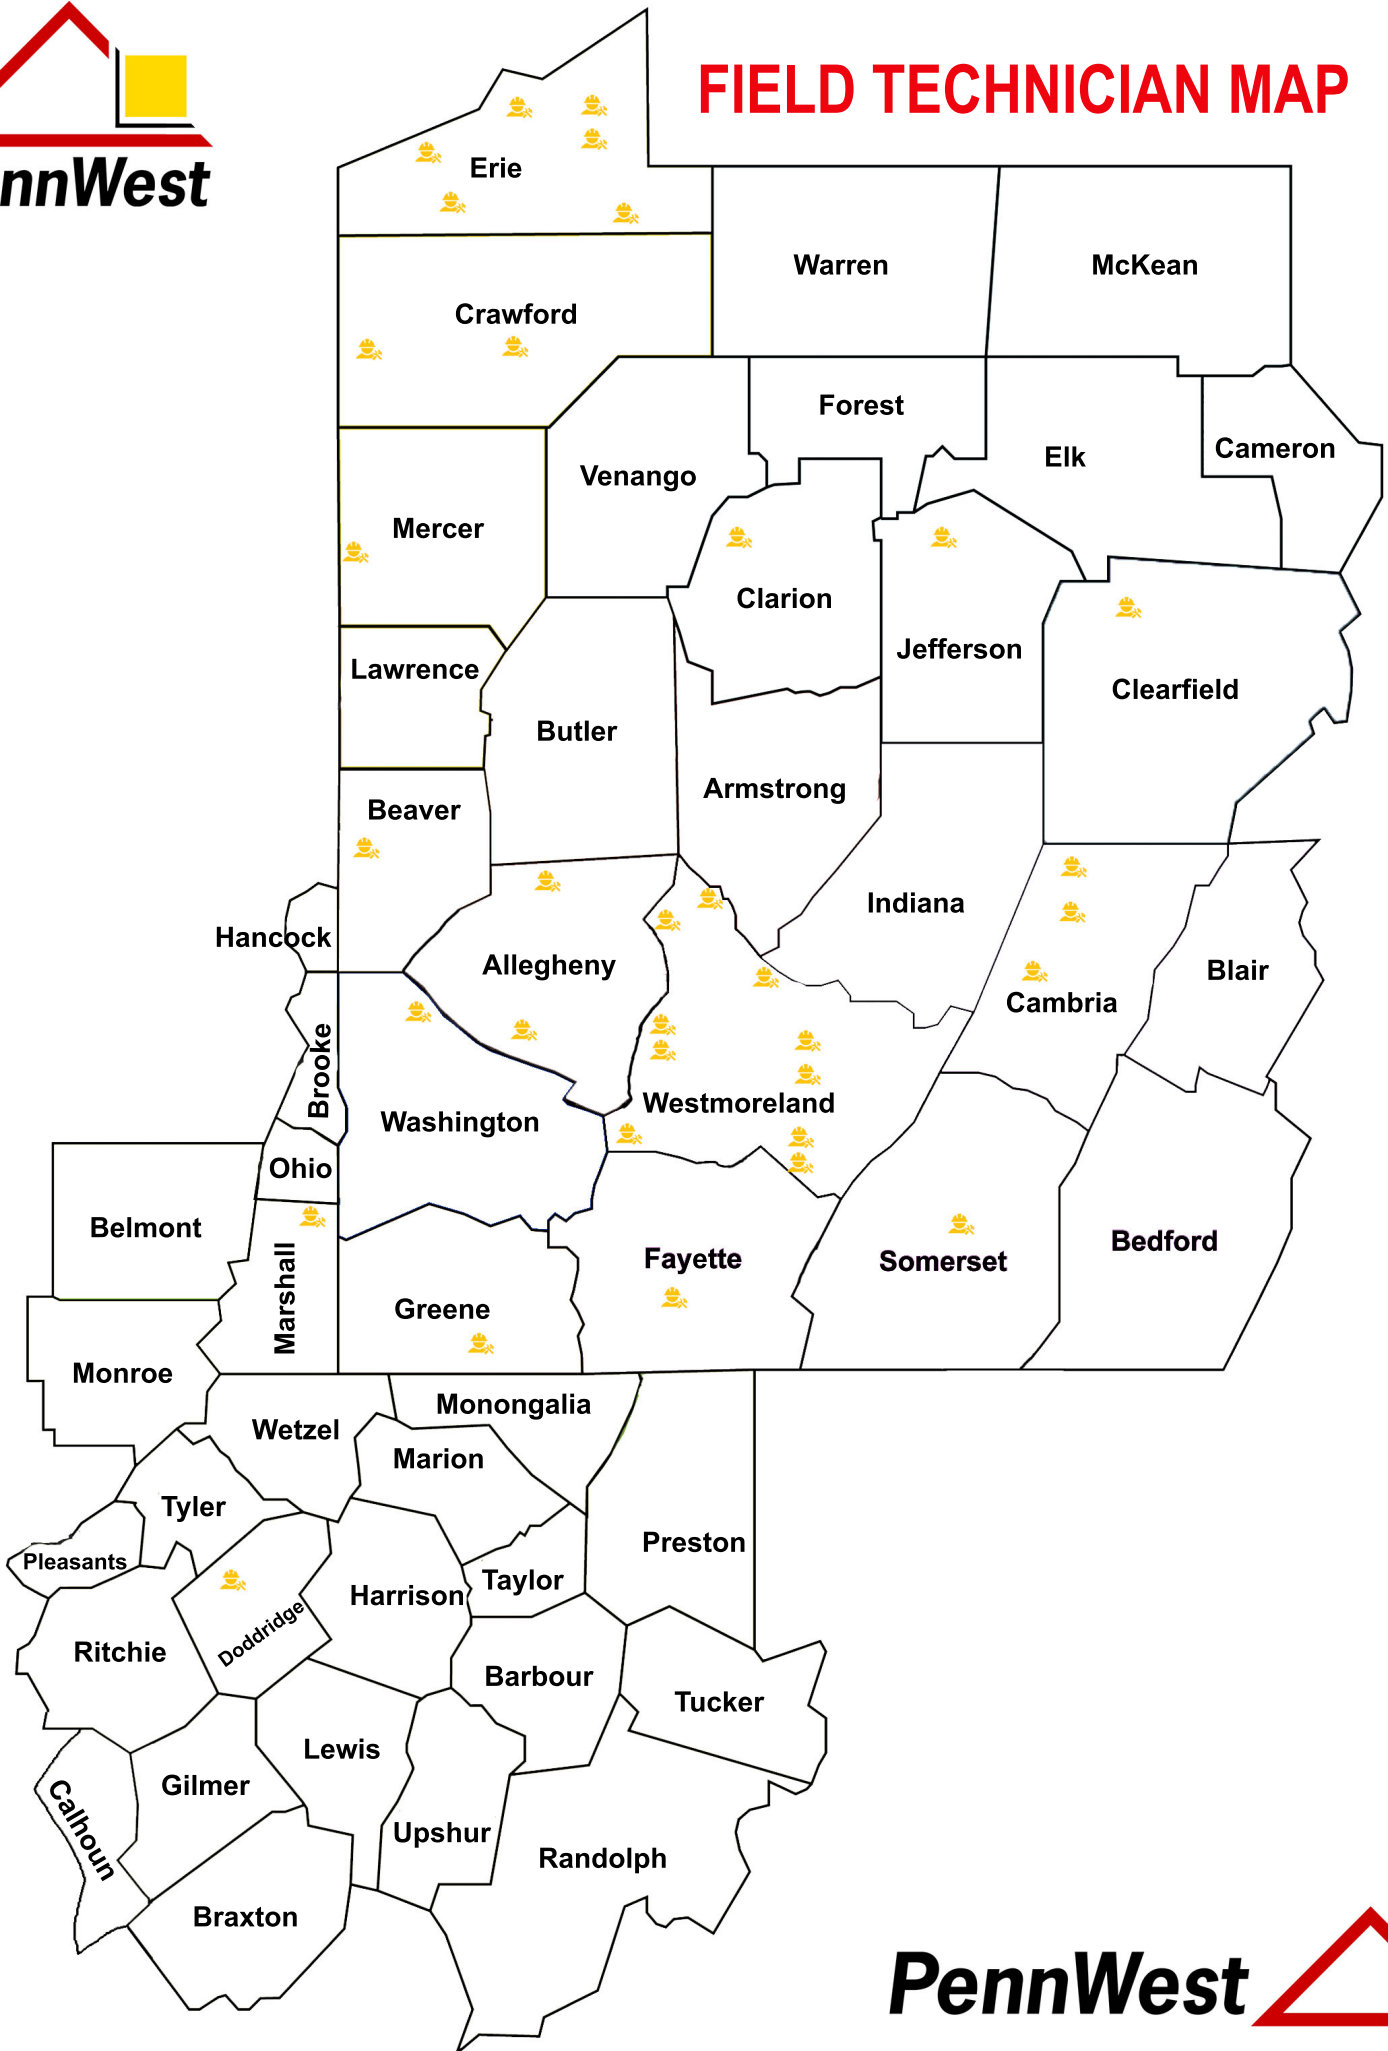 FIELD TECHNICIAN MAP
nnWest
Erie
Warren
McKean
Crawford
Forest
Cameron
Elk
Venango
Mercer
Clarion
Jefferson
Lawrence
Clearfield
Butler
Armstrong
Beaver
Indiana
Hancock
Allegheny
Blair
Cambria
Brooke
Westmoreland
Washington
Ohio
Belmont
Bedford
Fayette
Somerset
Marshall
Greene
Monroe
Monongalia
Wetzel
Marion
Tyler
Preston
Pleasants
Taylor
Harrison
Doddridge
Ritchie
Barbour
Tucker
Lewis
Gilmer
Calhoun
Upshur
Randolph
Braxton
PennWest